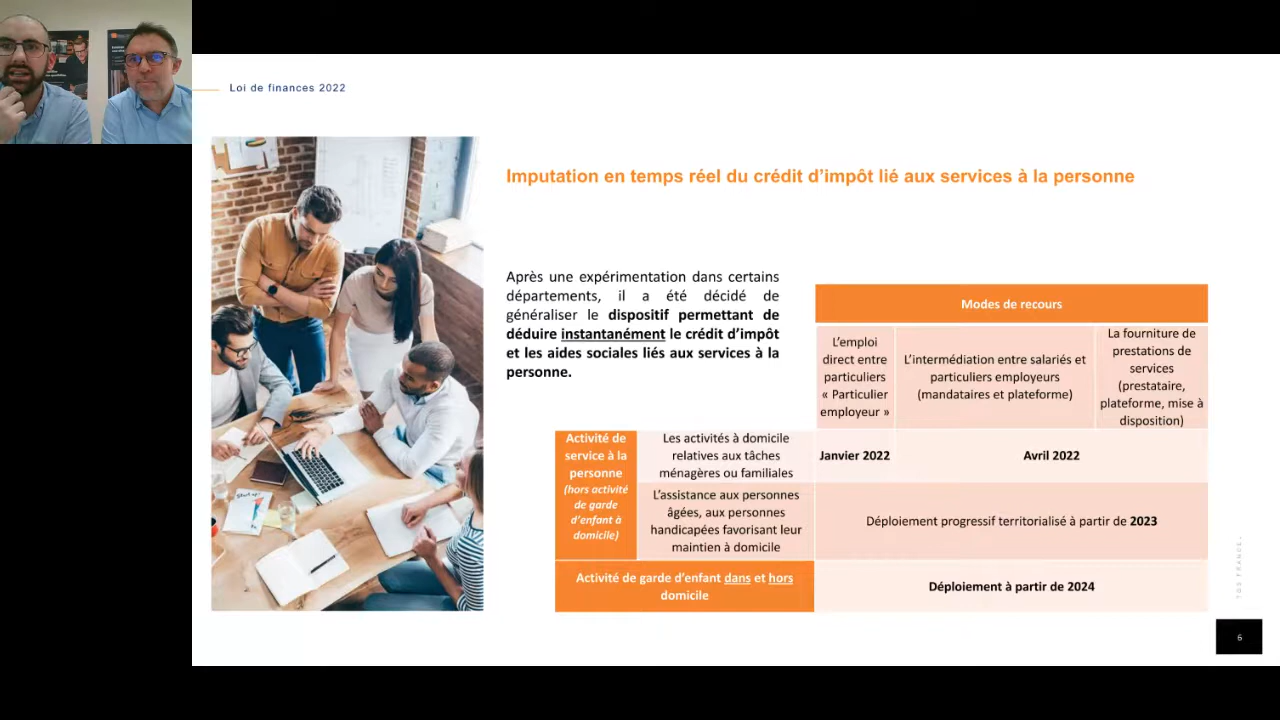 Loi de finances 2022
Imputation en temps réel du crédit d’impôt lié aux services à la personne
Après une expérimentation dans certains
départements, il a été décidé de
généraliser le dispositif permettant de
déduire instantanément le crédit d’impôt
et les aides sociales liés aux services à la
personne.
Modes de recours
L’emploi
direct entre
particuliers
« Particulier
employeur »
L’intermédiation entre salariés et
particuliers employeurs
(mandataires et plateforme)
La fourniture de
prestations de
services
(prestataire,
plateforme, mise à
disposition)
Activité de
service à la
personne
(hors activité
de garde
d’enfant à
domicile)
Les activités à domicile
relatives aux tâches
ménagères ou familiales
Janvier 2022
Avril 2022
L’assistance aux personnes
âgées, aux personnes
handicapées favorisant leur
maintien à domicile
Déploiement progressif territorialisé à partir de 2023
Activité de garde d’enfant dans et hors
domicile
Déploiement à partir de 2024
Start up!
TGS FRANCE.
6